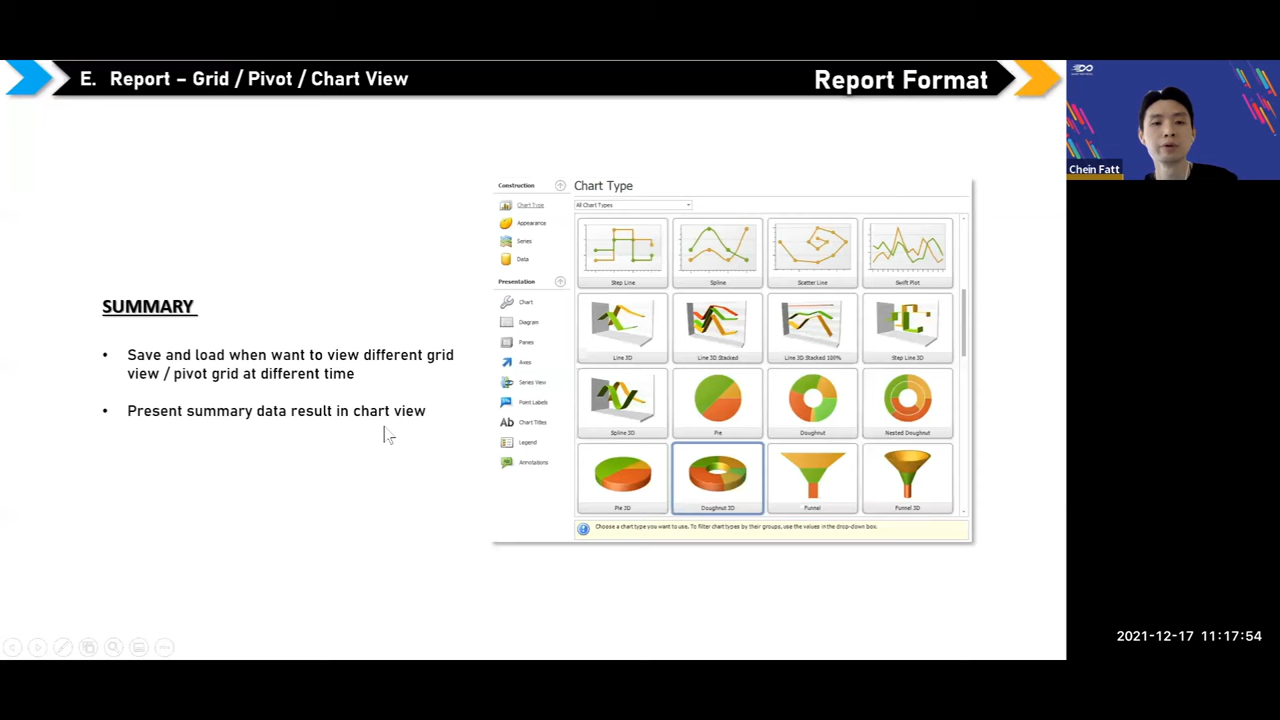 E. Report – Grid / Pivot / Chart View
Report Format
Chein Fatt
SUMMARY
• Save and load when want to view different grid
view / pivot grid at different time
• Present summary data result in chart view
Construction
Chart Type
Appearance
Series
Data
Presentation
Chart
Diagram
Panes
Axes
Series View
Point Labels
Ab Chart Titles
Legend
Annotations
Chart Type
All Chart Types
Step Line
Spline
Scatter Line
Swift Plot
Line 3D
Line 3D Stacked
Line 3D Stacked 100%
Step Line 3D
Spline 3D
Pie
Doughnut
Nested Doughnut
Pie 3D
Doughnut 3D
Funnel
Funnel 3D
Choose a chart type you want to use. To filter chart types by their groups, use the values in the drop-down box.
2021-12-17 11:17:54